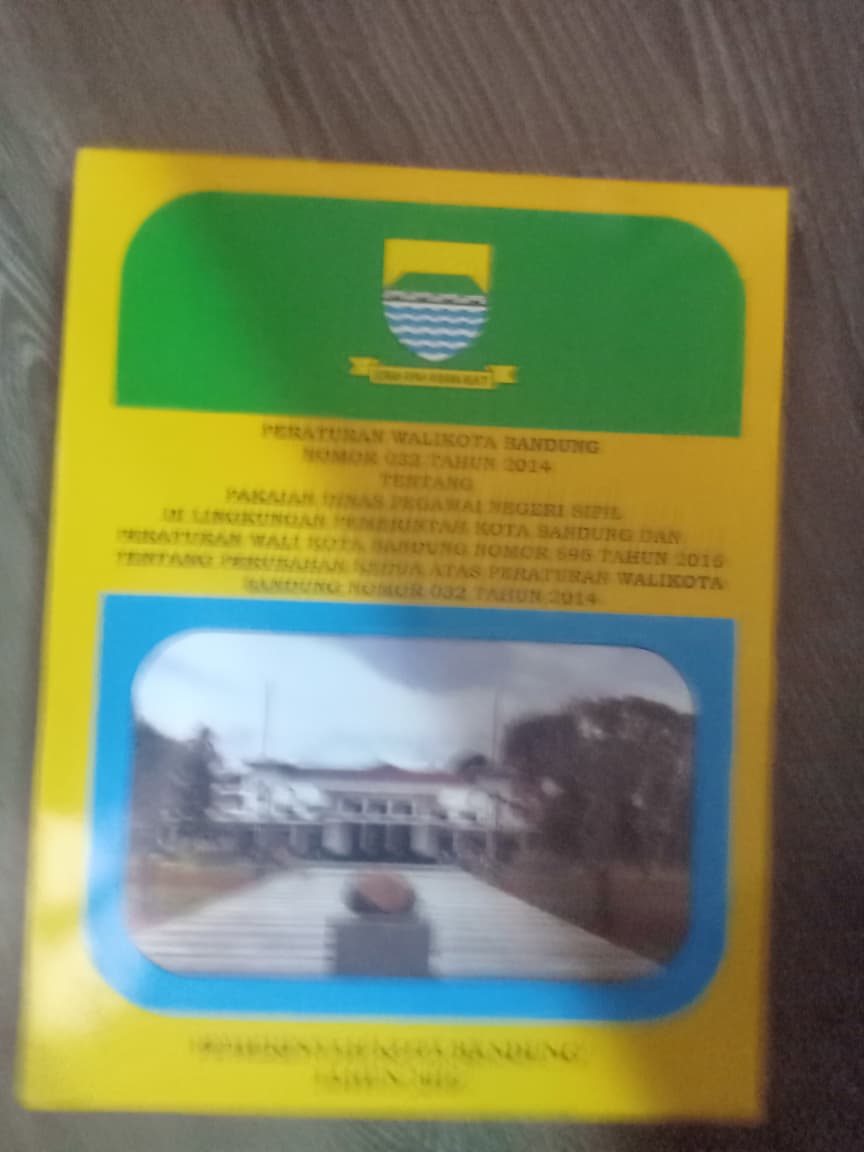 PERATURAN WALIKOTA BANDUNG
NOMOR 032 TAHUN 2014
TENTANG
PAKAIAN DINAS PEGAWAI NEGERI SIPIL
DI LINGKUNGAN PEMERINTAH KOTA BANDUNG DAN
PERATURAN WALI KOTA BANDUNG NOMOR TAHUN
TENTANG PERUBAHAN KEDUA ATAS PERATURAN WALIKOTA
BANDUNG NOMOR 032 TAHUN 2014
PEMERINTAH KOTA BANDUNG
TAHUN